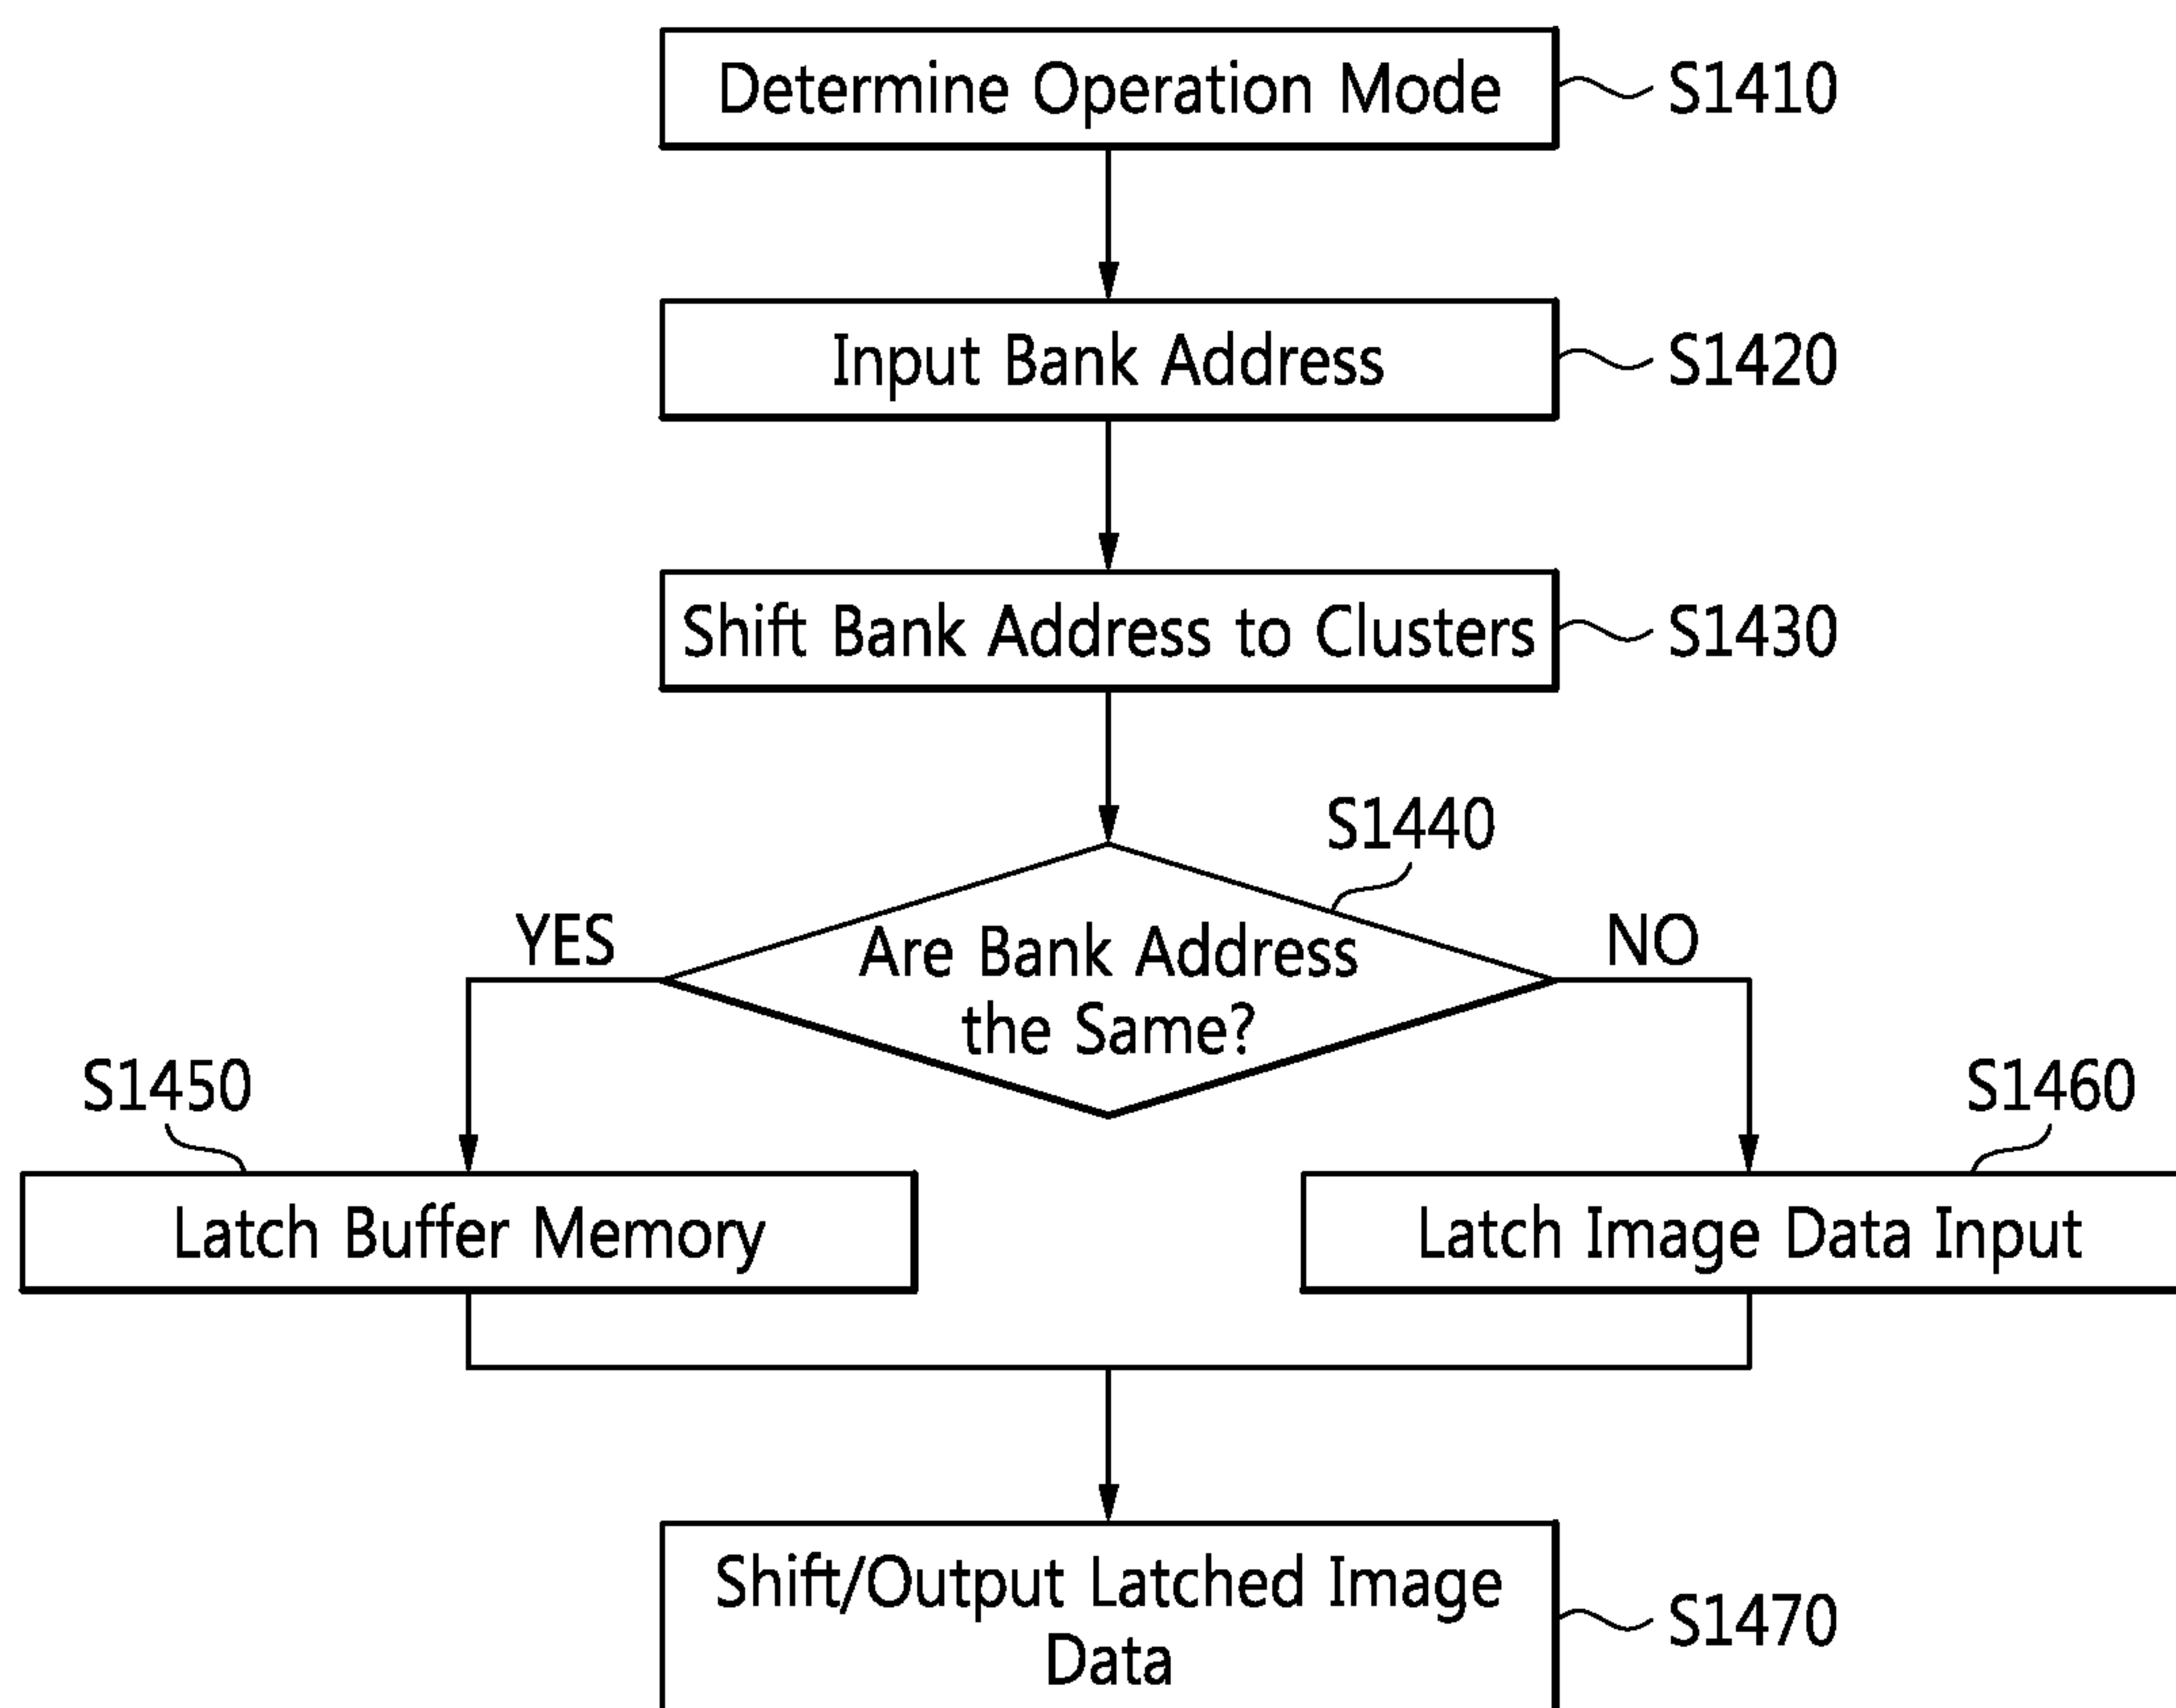 Determine Operation Mode
S1410
Input Bank Address
S1420
Shift Bank Address to Clusters
S1430
S1440
YES
Are Bank Address
the Same?
NO
S1450
S1460
Latch Buffer Memory
Latch Image Data Input
Shift/Output Latched Image
Data
S1470